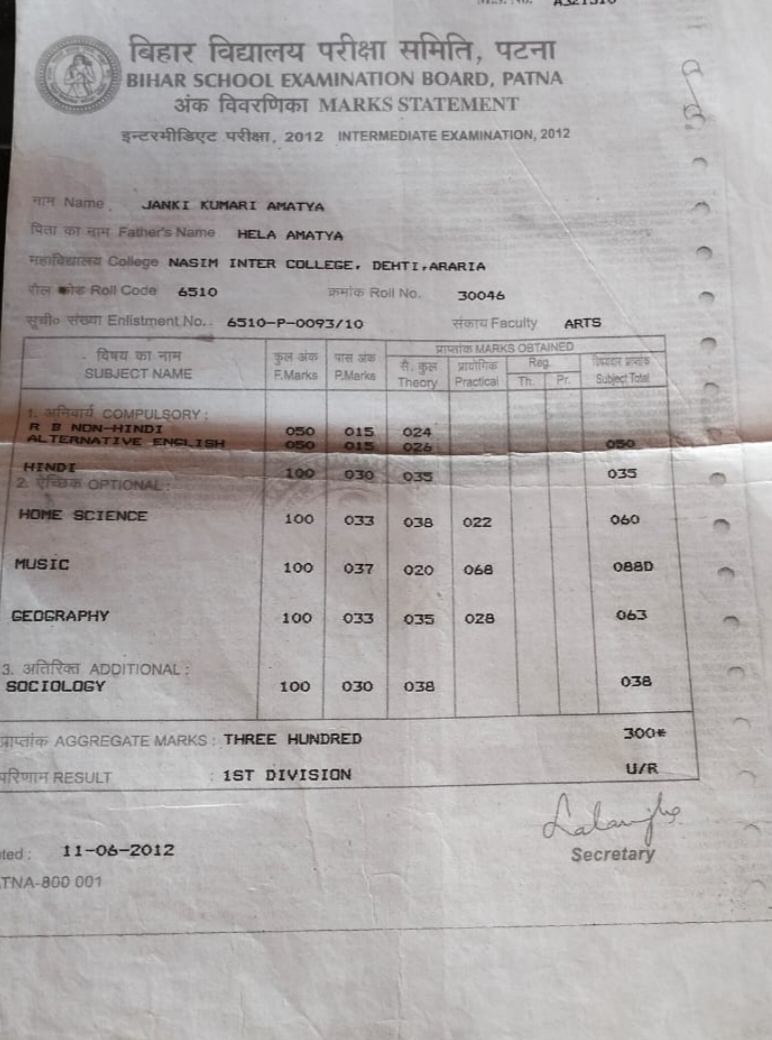 A321510
बिहार विद्यालय परीक्षा समिति, पटना
BIHAR SCHOOL EXAMINATION BOARD, PATNA
अंक विवरणिका MARKS STATEMENT
इन्टरमीडिएट परीक्षा, 2012 INTERMEDIATE EXAMINATION, 2012
नाम Name JANKI KUMARI AMATYA
पिता का नाम Father's Name HELA AMATYA
महाविद्यालय College NASIM INTER COLLEGE, DEHTI,ARARIA
रौल कोड Roll Code 6510 क्रमांक Roll No. 30046
सूची० संख्या Enlistment No.. 6510-P-0093/10 संकाय Faculty ARTS
विषय का नाम SUBJECT NAME कुल अंक F.Marks पास अंक P.Marks प्राप्तांक MARKS OBTAINED
सै. कुल Theory प्रायोगिक Practical Reg. Th. Pr. Subject Total
1. अनिवार्य COMPULSORY :
R B NON-HINDI 050 015 024
ALTERNATIVE ENGLISH 050 015 026 050
HINDI 100 030 035 035
2. ऐच्छिक OPTIONAL :
HOME SCIENCE 100 033 038 022 060
MUSIC 100 037 020 068 088D
GEOGRAPHY 100 033 035 028 063
3. अतिरिक्त ADDITIONAL :
SOCIOLOGY 100 030 038 038
प्राप्तांक AGGREGATE MARKS : THREE HUNDRED 300*
परिणाम RESULT : 1ST DIVISION U/R
ted : 11-06-2012
Secretary
TNA-800 001